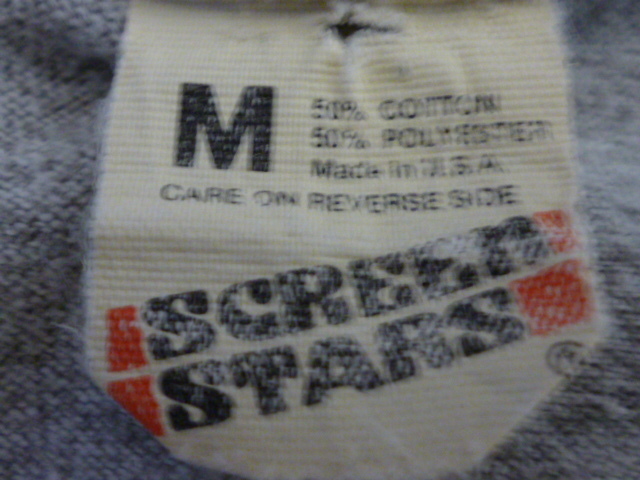 M
50% COTTON
50% POLYESTER
Made in U.S.A.
CARE ON REVERSE SIDE
SCREEN
STARS
®